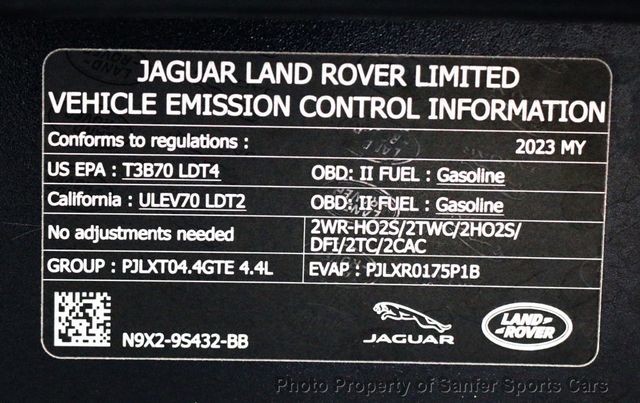 JAGUAR LAND ROVER LIMITED
VEHICLE EMISSION CONTROL INFORMATION
Conforms to regulations : 2023 MY
US EPA : T3B70 LDT4 OBD: II FUEL : Gasoline
California : ULEV70 LDT2 OBD: II FUEL : Gasoline
No adjustments needed 2WR-HO2S/2TWC/2HO2S/
DFI/2TC/2CAC
GROUP : PJLXT04.4GTE 4.4L EVAP : PJLXR0175P1B
N9X2-9S432-BB
JAGUAR
LAND ROVER
Photo Property of Sanfer Sports Cars